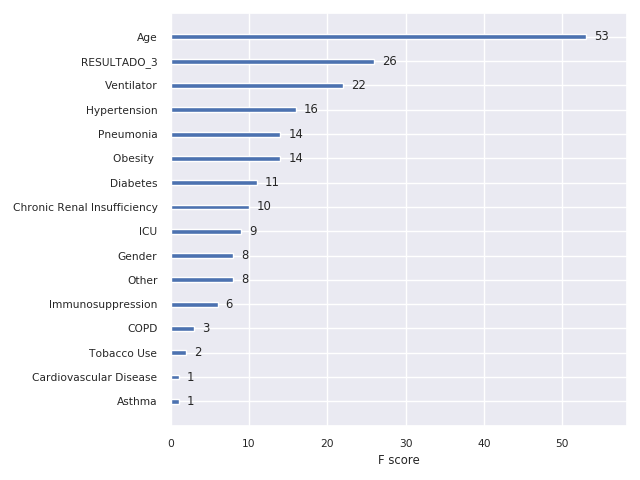 Age 53
RESULTADO_3 26
Ventilator 22
Hypertension 16
Pneumonia 14
Obesity 14
Diabetes 11
Chronic Renal Insufficiency 10
ICU 9
Gender 8
Other 8
Immunosuppression 6
COPD 3
Tobacco Use 2
Cardiovascular Disease 1
Asthma 1
0 10 20 30 40 50
F score